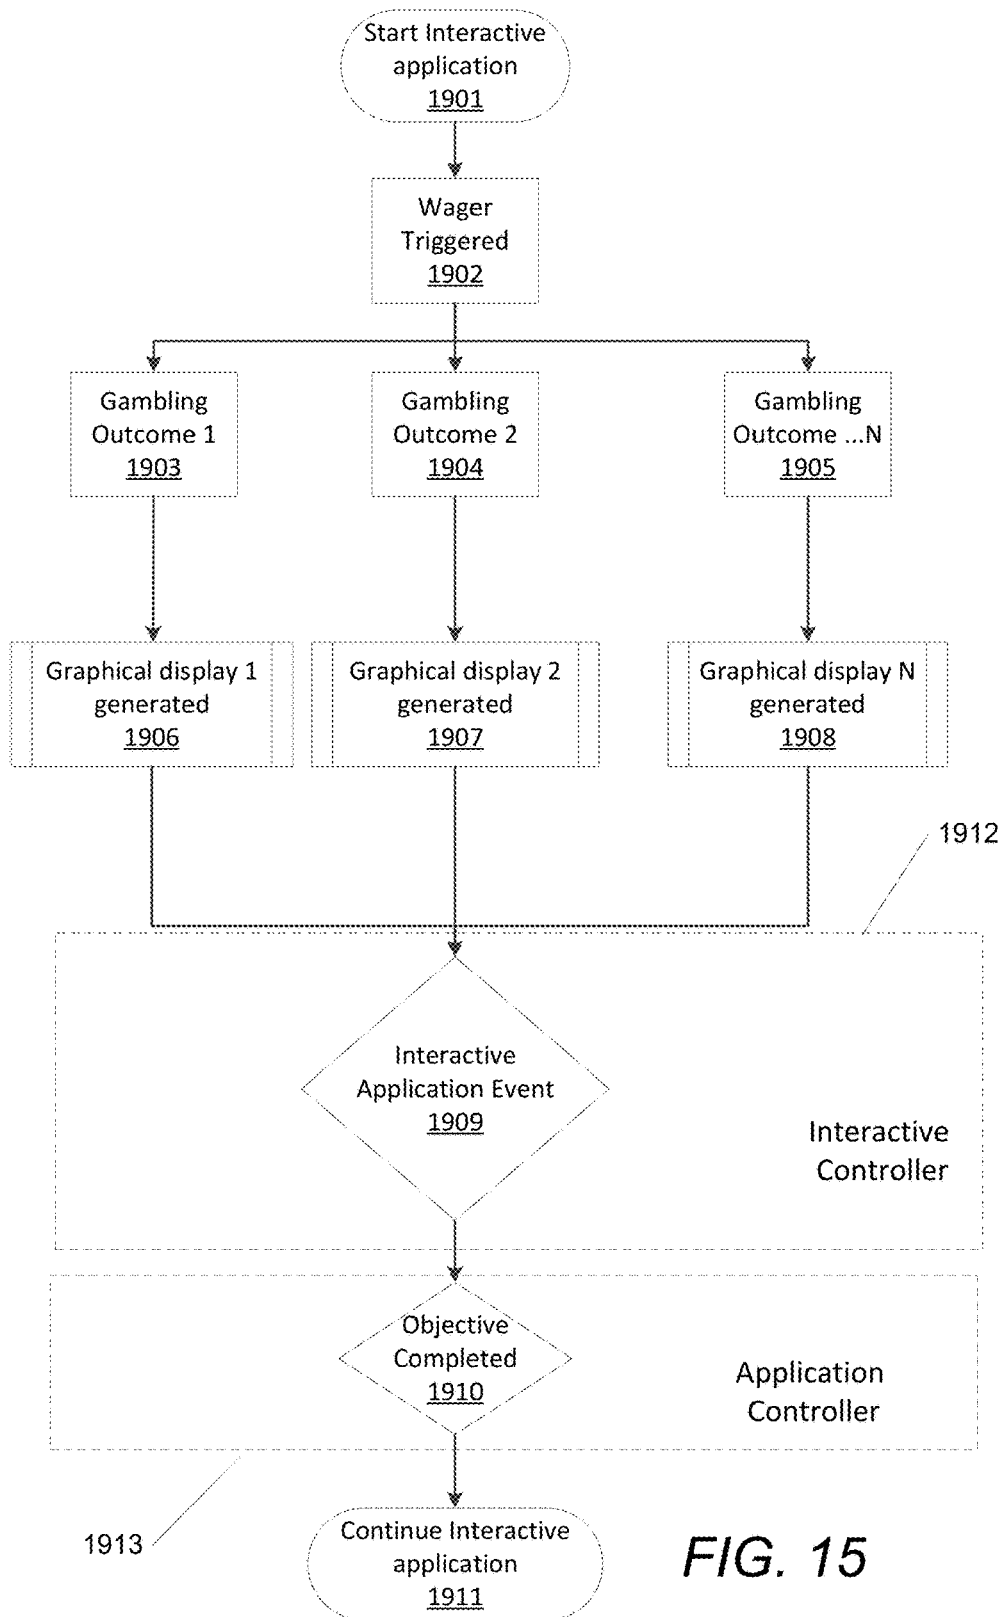 Start Interactive
application
1901
Wager
Triggered
1902
Gambling
Outcome 1
1903
Gambling
Outcome 2
1904
Gambling
Outcome ...N
1905
Graphical display 1
generated
1906
Graphical display 2
generated
1907
Graphical display N
generated
1908
1912
Interactive
Application Event
1909
Interactive
Controller
Objective
Completed
1910
Application
Controller
1913
Continue Interactive
application
1911
FIG. 15